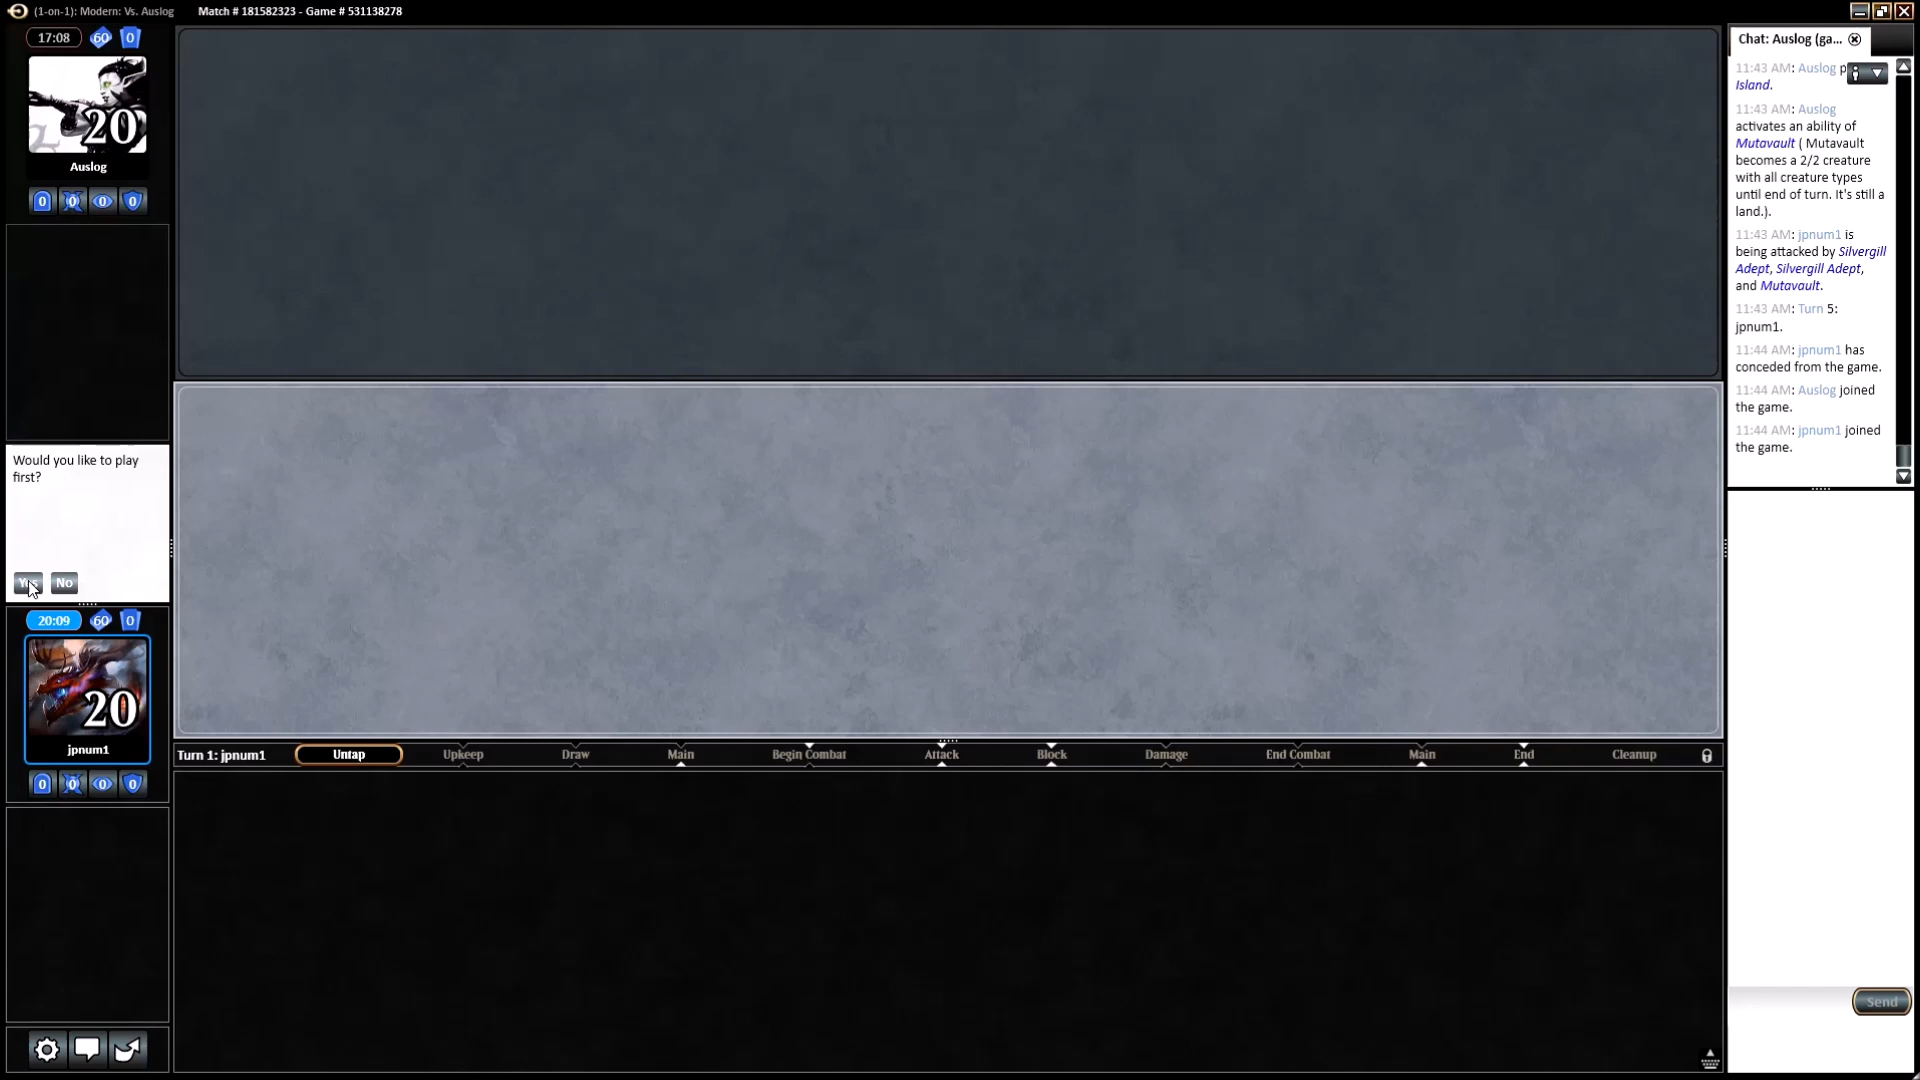 (1-on-1): Modern: Vs. Auslog
Match # 181582323 - Game # 531138278
17:08
60
0
20
Auslog
0
0
0
0
Would you like to play
first?
Yes
No
20:09
60
0
20
jpnum1
0
0
0
0
Turn 1: jpnum1
Untap
Upkeep
Draw
Main
Begin Combat
Attack
Block
Damage
End Combat
Main
End
Cleanup
Chat: Auslog (ga...
11:43 AM: Auslog p
Island.
11:43 AM: Auslog
activates an ability of
Mutavault ( Mutavault
becomes a 2/2 creature
with all creature types
until end of turn. It's still a
land.).
11:43 AM: jpnum1 is
being attacked by Silvergill
Adept, Silvergill Adept,
and Mutavault.
11:43 AM: Turn 5:
jpnum1.
11:44 AM: jpnum1 has
conceded from the game.
11:44 AM: Auslog joined
the game.
11:44 AM: jpnum1 joined
the game.
Send